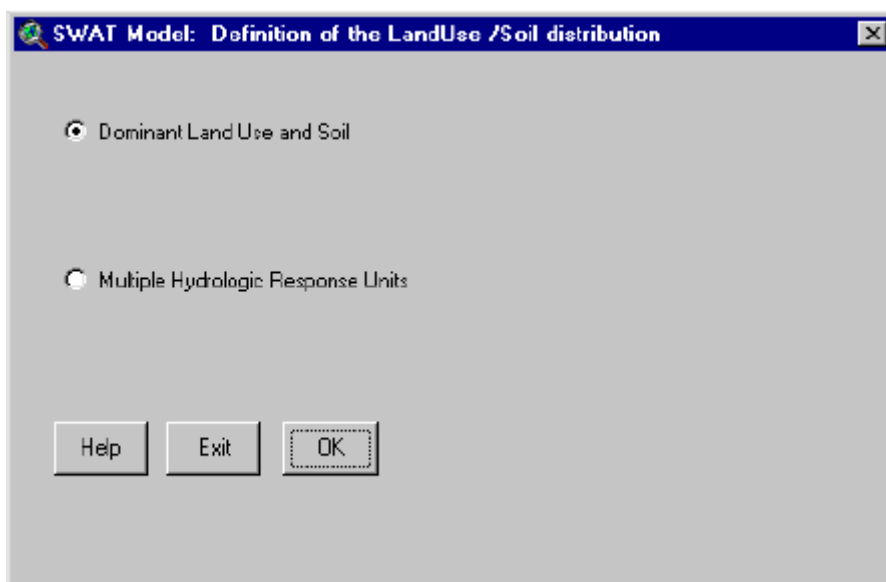 SWAT Model: Definition of the LandUse /Soil distribution
Dominant Land Use and Soil
Multiple Hydrologic Response Units
Help Exit OK